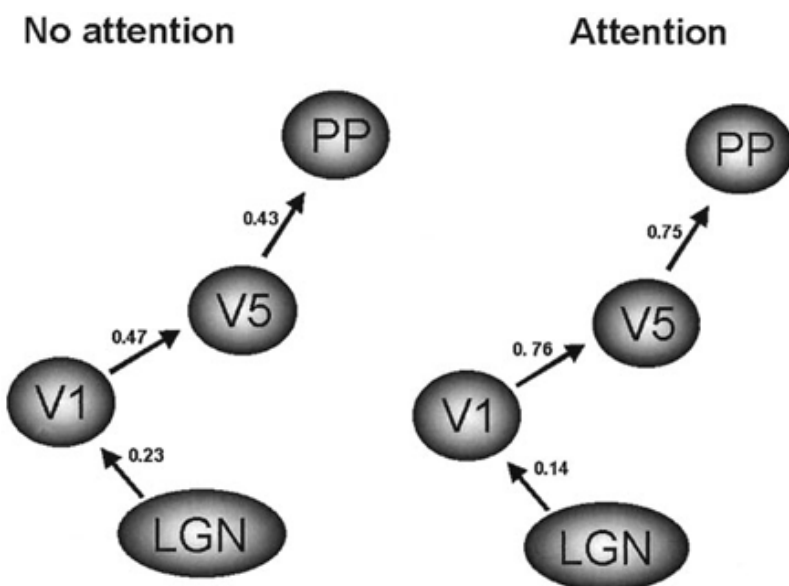 No attention
PP
0.43
V5
0.47
V1
0.23
LGN
Attention
PP
0.75
V5
0. 76
V1
0.14
LGN